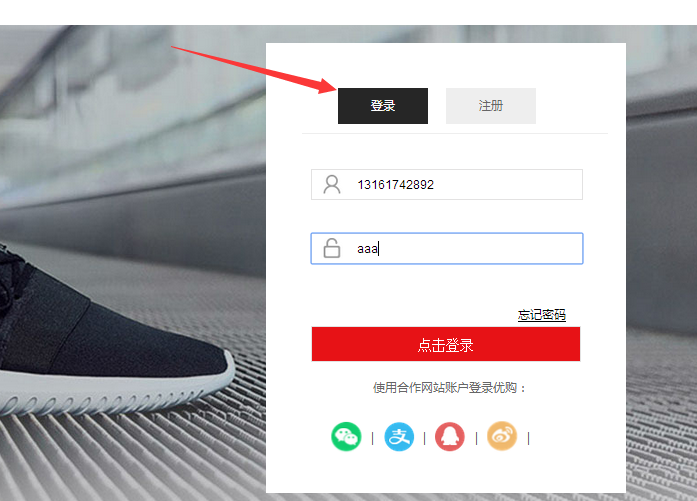 登录 注册
13161742892
aaa
忘记密码
点击登录
使用合作网站账户登录优购：
| | | |